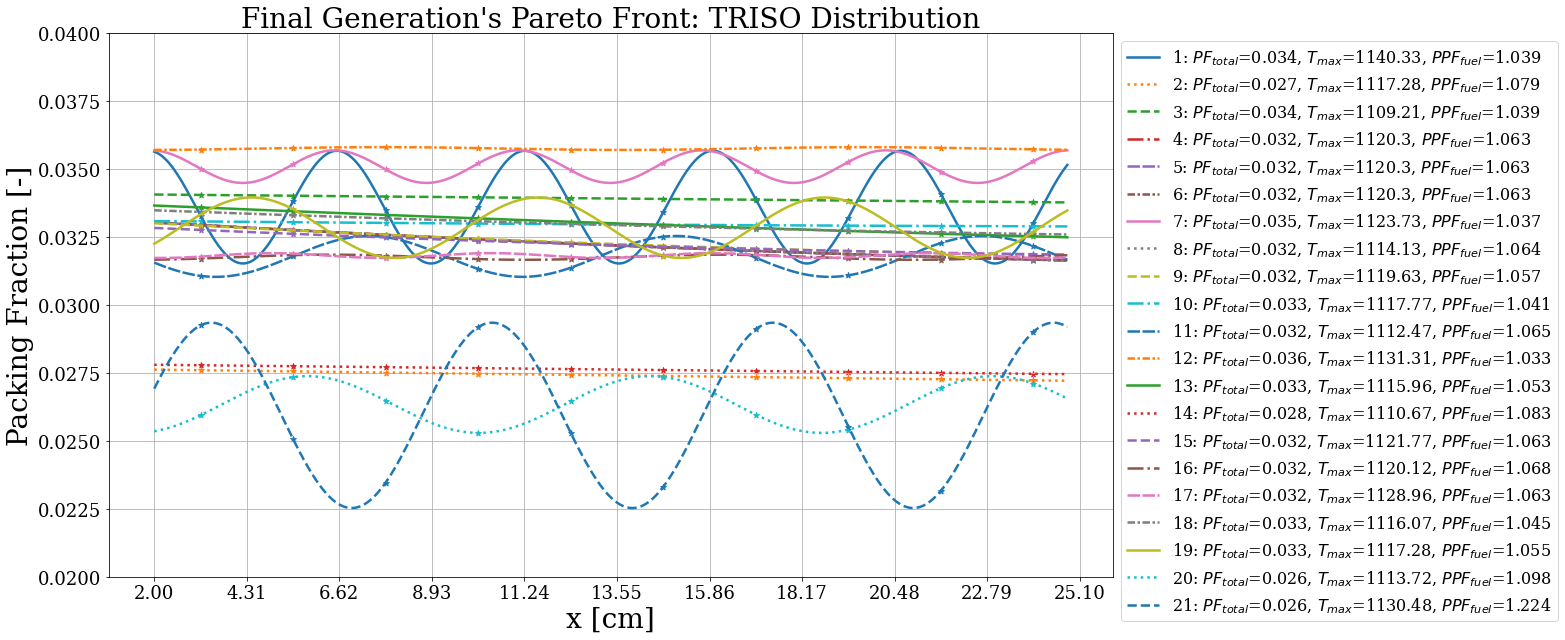 Final Generation's Pareto Front: TRISO Distribution
Packing Fraction [-]
0.0400
0.0375
0.0350
0.0325
0.0300
0.0275
0.0250
0.0225
0.0200
2.00 4.31 6.62 8.93 11.24 13.55 15.86 18.17 20.48 22.79 25.10
x [cm]
1: PF_total=0.034, T_max=1140.33, PPF_fuel=1.039
2: PF_total=0.027, T_max=1117.28, PPF_fuel=1.079
3: PF_total=0.034, T_max=1109.21, PPF_fuel=1.039
4: PF_total=0.032, T_max=1120.3, PPF_fuel=1.063
5: PF_total=0.032, T_max=1120.3, PPF_fuel=1.063
6: PF_total=0.032, T_max=1120.3, PPF_fuel=1.063
7: PF_total=0.035, T_max=1123.73, PPF_fuel=1.037
8: PF_total=0.032, T_max=1114.13, PPF_fuel=1.064
9: PF_total=0.032, T_max=1119.63, PPF_fuel=1.057
10: PF_total=0.033, T_max=1117.77, PPF_fuel=1.041
11: PF_total=0.032, T_max=1112.47, PPF_fuel=1.065
12: PF_total=0.036, T_max=1131.31, PPF_fuel=1.033
13: PF_total=0.033, T_max=1115.96, PPF_fuel=1.053
14: PF_total=0.028, T_max=1110.67, PPF_fuel=1.083
15: PF_total=0.032, T_max=1121.77, PPF_fuel=1.063
16: PF_total=0.032, T_max=1120.12, PPF_fuel=1.068
17: PF_total=0.032, T_max=1128.96, PPF_fuel=1.063
18: PF_total=0.033, T_max=1116.07, PPF_fuel=1.045
19: PF_total=0.033, T_max=1117.28, PPF_fuel=1.055
20: PF_total=0.026, T_max=1113.72, PPF_fuel=1.098
21: PF_total=0.026, T_max=1130.48, PPF_fuel=1.224